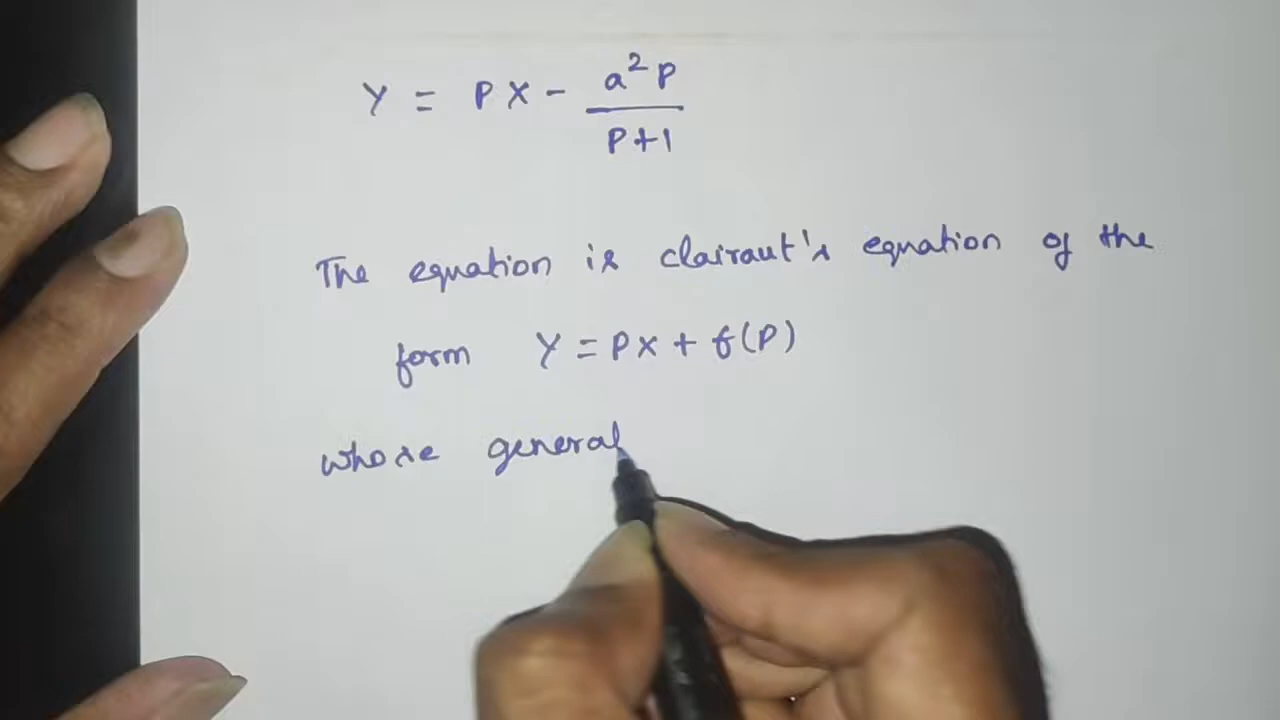 Y = PX - a²P / P+1
The equation is clairaut's equation of the
form Y = PX + f(P)
whose general